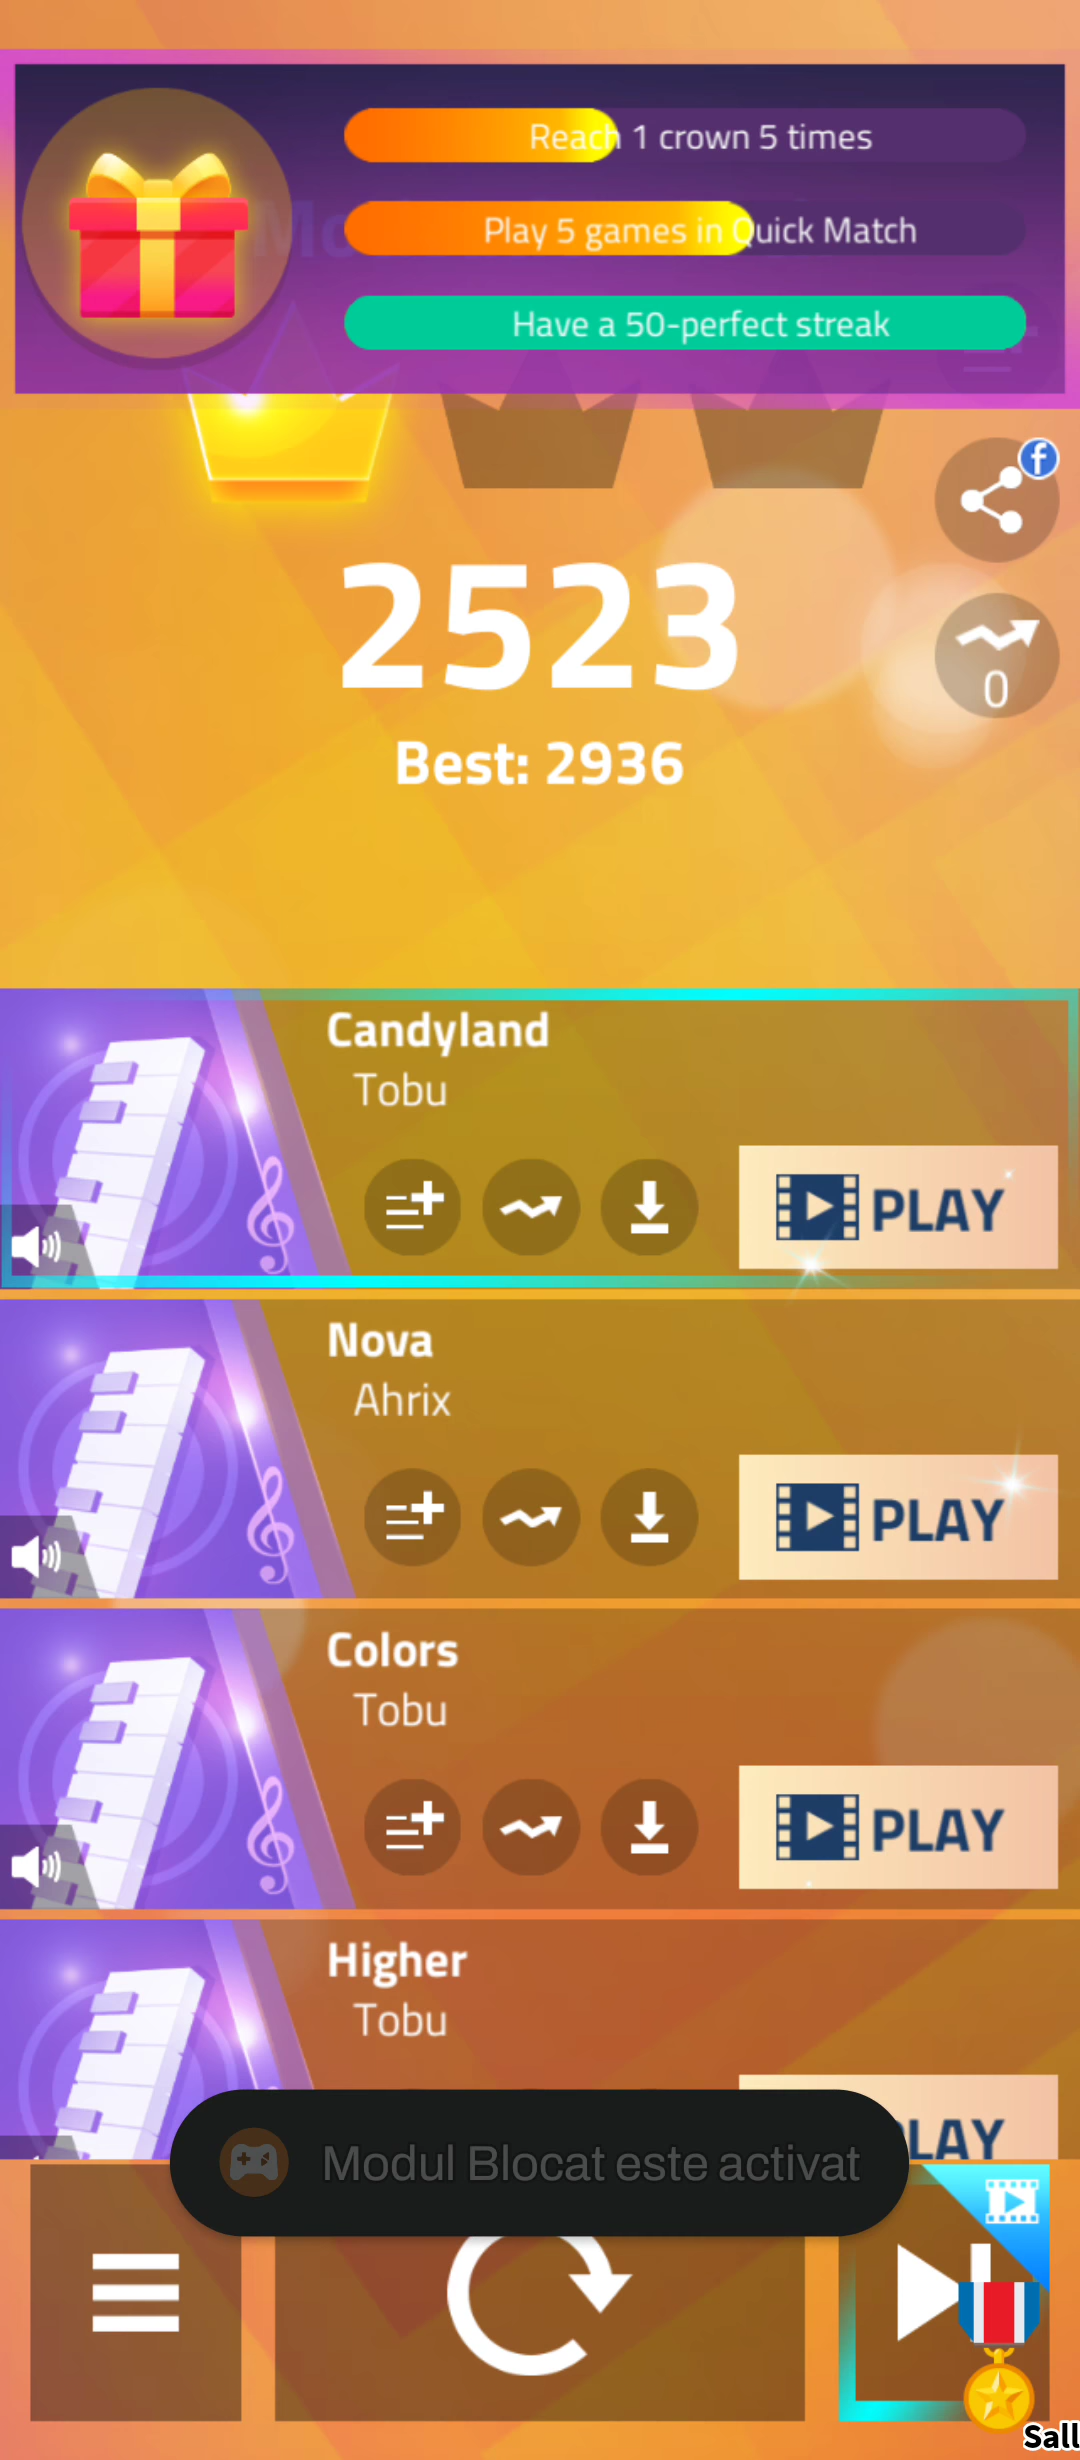 Reach 1 crown 5 times
Play 5 games in Quick Match
Have a 50-perfect streak
2523
0
Best: 2936
Candyland
Tobu
PLAY
Nova
Ahrix
PLAY
Colors
Tobu
PLAY
Higher
Tobu
Modul Blocat este activat
Sall